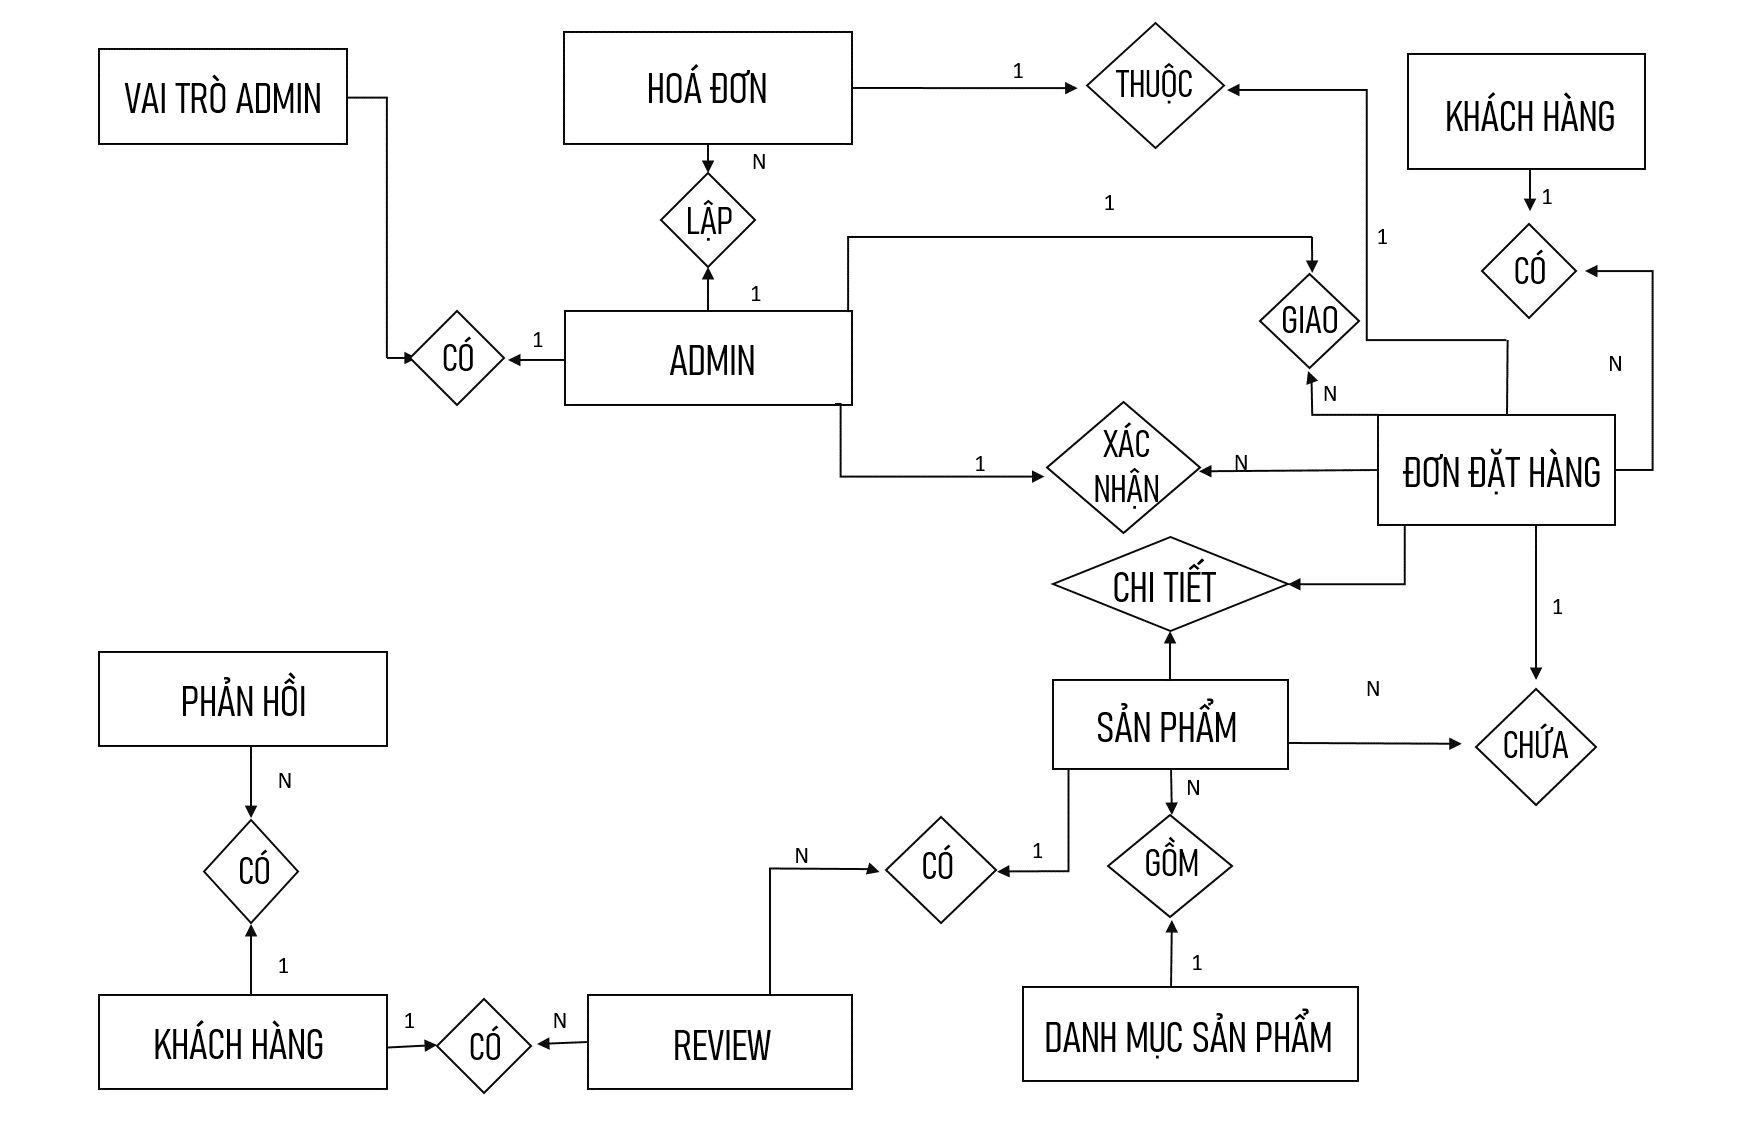 VAI TRÒ ADMIN
HOÁ ĐƠN
1
THUỘC
KHÁCH HÀNG
N
LẬP
1
1
1
CÓ
1
GIAO
1
CÓ
1
ADMIN
N
N
XÁC
NHẬN
1
N
ĐƠN ĐẶT HÀNG
CHI TIẾT
1
PHẢN HỒI
SẢN PHẨM
N
CHỨA
N
N
CÓ
N
CÓ
1
GỒM
1
1
KHÁCH HÀNG
1
CÓ
N
REVIEW
DANH MỤC SẢN PHẨM